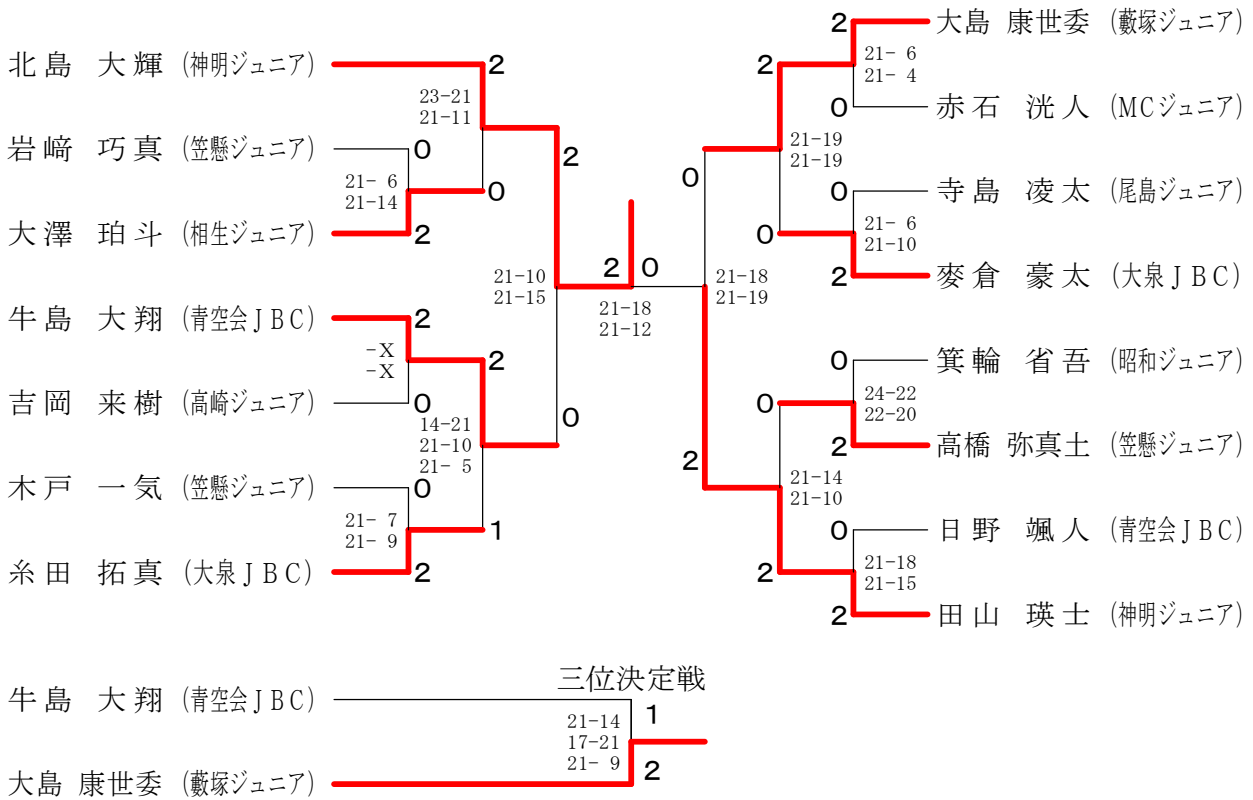 北島 大輝 (神明ジュニア)
2
23-21
21-11
岩﨑 巧真 (笠懸ジュニア)
0
21- 6
21-14
0
大澤 珀斗 (相生ジュニア)
2
2
21-10
21-15
牛島 大翔 (青空会JBC)
2
-X
-X
2
吉岡 来樹 (高崎ジュニア)
0
14-21
21-10
21- 5
0
木戸 一気 (笠懸ジュニア)
0
21- 7
21- 9
1
糸田 拓真 (大泉JBC)
2
2 0
21-18
21-12
2 大島 康世委 (藪塚ジュニア)
21- 6
21- 4
2
0 赤石 洸人 (MCジュニア)
21-19
21-19
0
0 寺島 凌太 (尾島ジュニア)
21- 6
21-10
0
2 麥倉 豪太 (大泉JBC)
21-18
21-19
0 箕輪 省吾 (昭和ジュニア)
24-22
22-20
0
2 高橋 弥真土 (笠懸ジュニア)
2
21-14
21-10
0 日野 颯人 (青空会JBC)
21-18
21-15
2
2 田山 瑛士 (神明ジュニア)
三位決定戦
牛島 大翔 (青空会JBC)
1
21-14
17-21
21- 9
2
大島 康世委 (藪塚ジュニア)